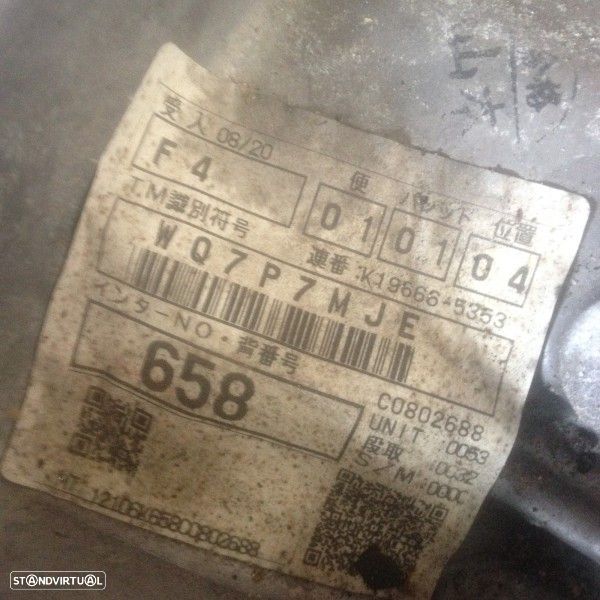 受入 08/20
F4
便 パレット 位置
01 01 04
T.M識別符号
連番 K19666-5353
WQ7P7MJE
インターNO・背番号
658
C0802688
UNIT 0053
段取 0032
S/M 000C
STANDVIRTUAL